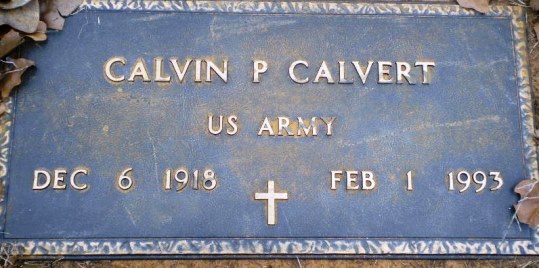 CALVIN P CALVERT
US ARMY
DEC 6 1918 FEB 1 1993